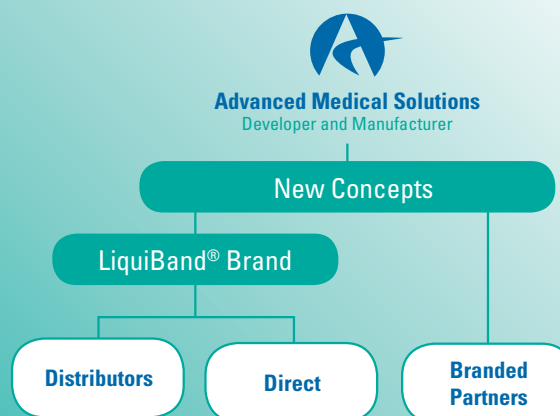 Advanced Medical Solutions
Developer and Manufacturer
New Concepts
LiquiBand® Brand
Distributors
Direct
Branded
Partners